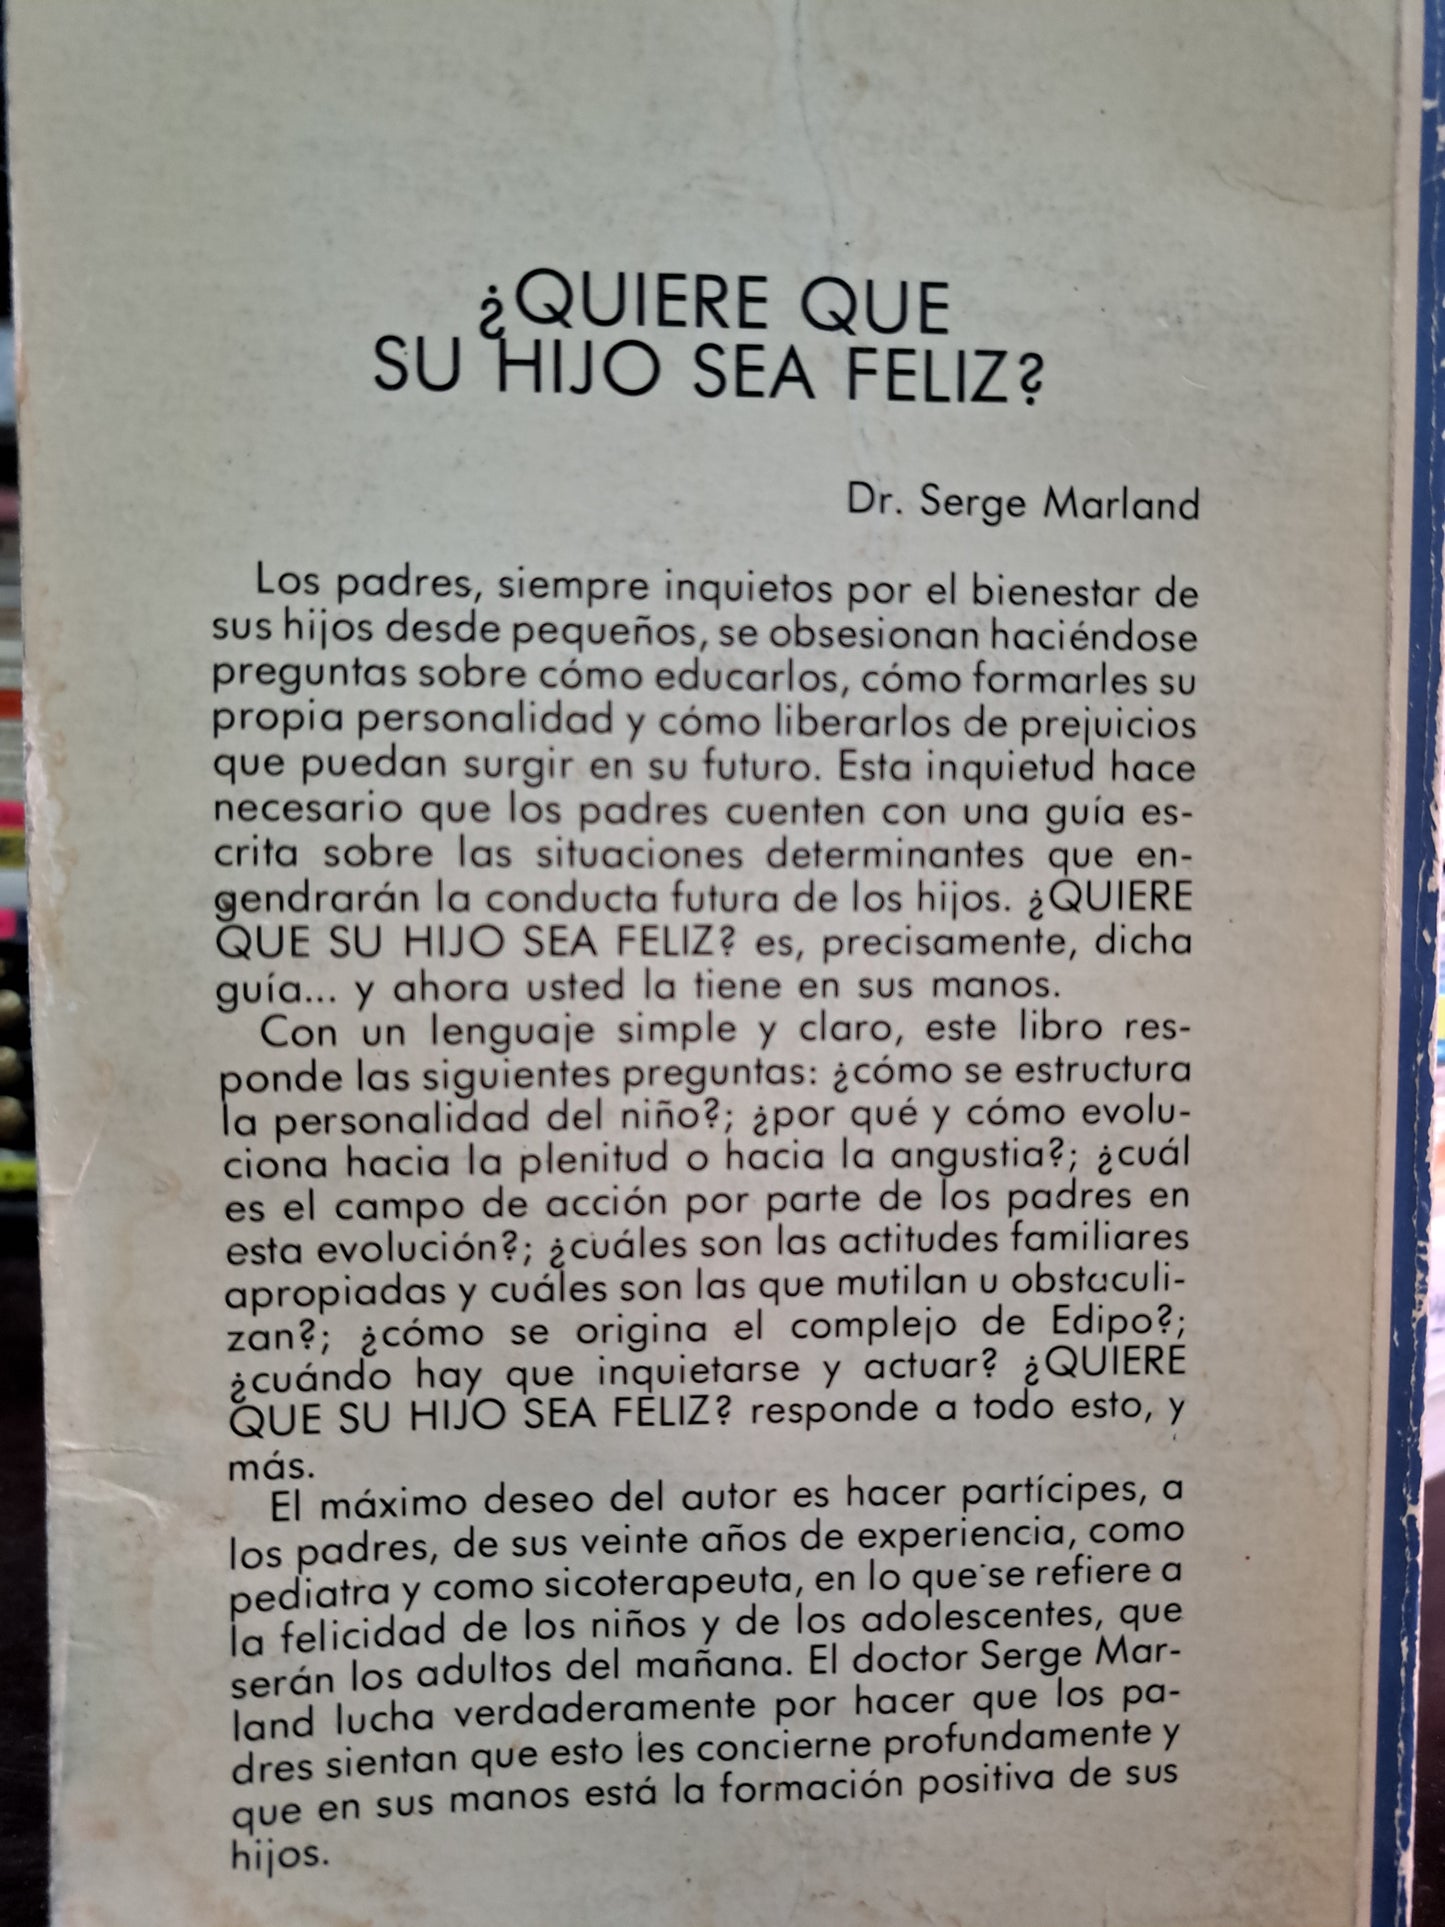 ¿QUIERE QUE
SU HIJO SEA FELIZ?
Dr. Serge Marland
Los padres, siempre inquietos por el bienestar de
sus hijos desde pequeños, se obsesionan haciéndose
preguntas sobre cómo educarlos, cómo formarles su
propia personalidad y cómo liberarlos de prejuicios
que puedan surgir en su futuro. Esta inquietud hace
necesario que los padres cuenten con una guía es-
crita sobre las situaciones determinantes que en-
gendrarán la conducta futura de los hijos. ¿QUIERE
QUE SU HIJO SEA FELIZ? es, precisamente, dicha
guía... y ahora usted la tiene en sus manos.
Con un lenguaje simple y claro, este libro res-
ponde las siguientes preguntas: ¿cómo se estructura
la personalidad del niño?; ¿por qué y cómo evolu-
ciona hacia la plenitud o hacia la angustia?; ¿cuál
es el campo de acción por parte de los padres en
esta evolución?; ¿cuáles son las actitudes familiares
apropiadas y cuáles son las que mutilan u obstaculi-
zan?; ¿cómo se origina el complejo de Edipo?;
¿cuándo hay que inquietarse y actuar? ¿QUIERE
QUE SU HIJO SEA FELIZ? responde a todo esto, y
más.
El máximo deseo del autor es hacer partícipes, a
los padres, de sus veinte años de experiencia, como
pediatra y como sicoterapeuta, en lo que se refiere a
la felicidad de los niños y de los adolescentes, que
serán los adultos del mañana. El doctor Serge Mar-
land lucha verdaderamente por hacer que los pa-
dres sientan que esto les concierne profundamente y
que en sus manos está la formación positiva de sus
hijos.